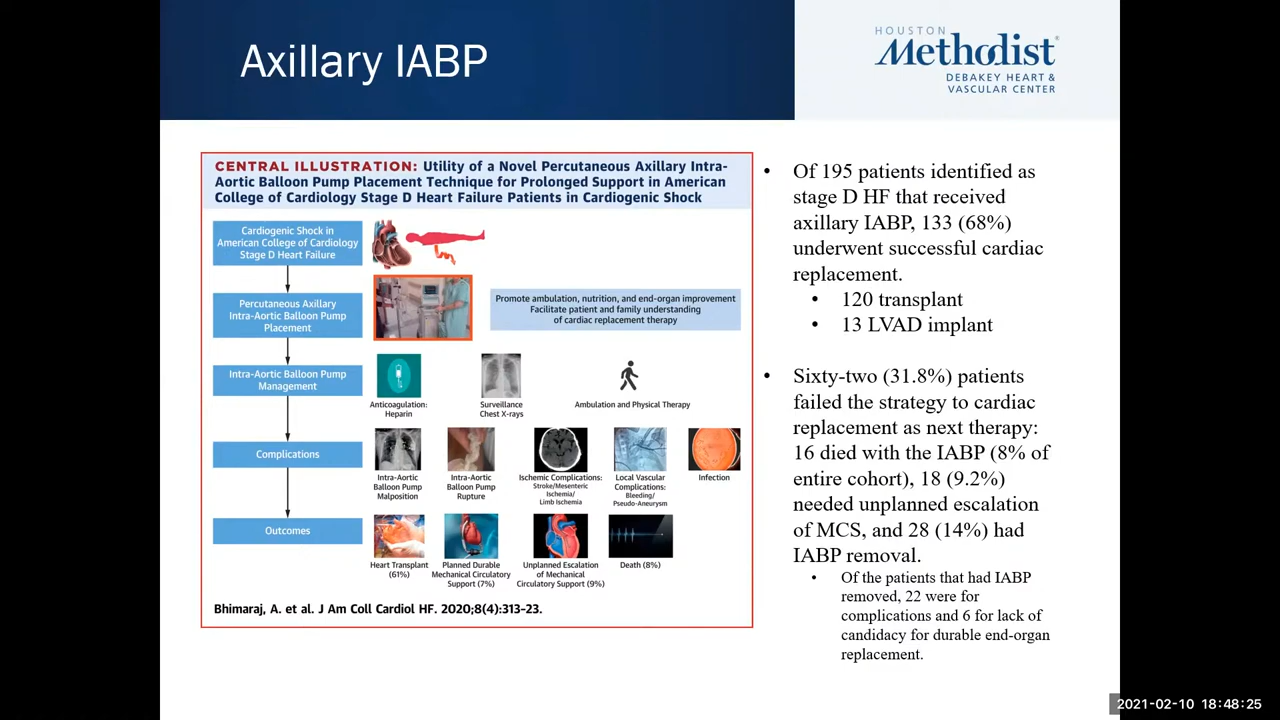 Axillary IABP
HOUSTON
Methodist®
DEBAKEY HEART &
VASCULAR CENTER
CENTRAL ILLUSTRATION: Utility of a Novel Percutaneous Axillary Intra-
Aortic Balloon Pump Placement Technique for Prolonged Support in American
College of Cardiology Stage D Heart Failure Patients in Cardiogenic Shock
Cardiogenic Shock in
American College of Cardiology
Stage D Heart Failure
Percutaneous Axillary
Intra-Aortic Balloon Pump
Placement
Promote ambulation, nutrition, and end-organ improvement
Facilitate patient and family understanding
of cardiac replacement therapy
Intra-Aortic Balloon Pump
Management
Anticoagulation:
Heparin
Surveillance
Chest X-rays
Ambulation and Physical Therapy
Complications
Intra-Aortic
Balloon Pump
Malposition
Intra-Aortic
Balloon Pump
Rupture
Ischemic Complications:
Stroke/Mesenteric
Ischemia/
Limb Ischemia
Local Vascular
Complications:
Bleeding/
Pseudo-Aneurysm
Infection
Outcomes
Heart Transplant
(61%)
Planned Durable
Mechanical Circulatory
Support (7%)
Unplanned Escalation
of Mechanical
Circulatory Support (9%)
Death (8%)
Bhimaraj, A. et al. J Am Coll Cardiol HF. 2020;8(4):313-23.
• Of 195 patients identified as
stage D HF that received
axillary IABP, 133 (68%)
underwent successful cardiac
replacement.
• 120 transplant
• 13 LVAD implant
• Sixty-two (31.8%) patients
failed the strategy to cardiac
replacement as next therapy:
16 died with the IABP (8% of
entire cohort), 18 (9.2%)
needed unplanned escalation
of MCS, and 28 (14%) had
IABP removal.
• Of the patients that had IABP
removed, 22 were for
complications and 6 for lack of
candidacy for durable end-organ
replacement.
2021-02-10 18:48:25